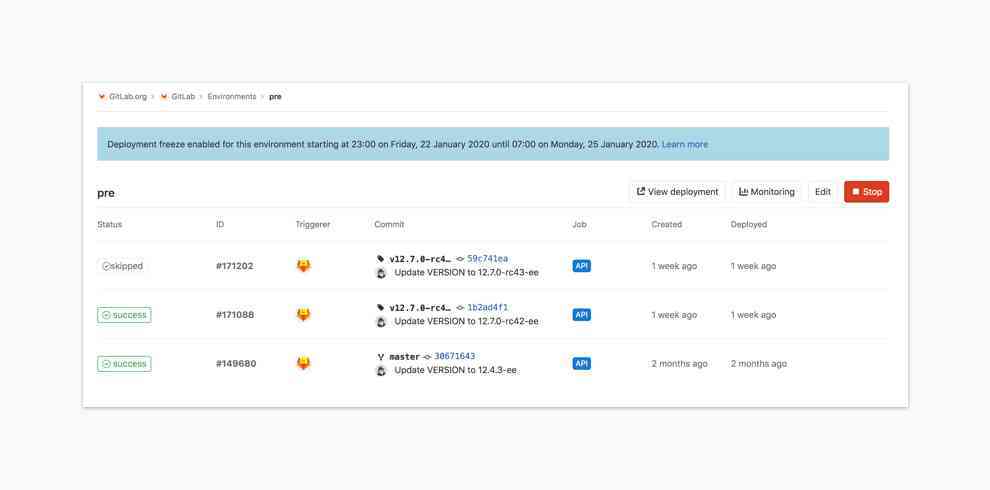 GitLab.org > GitLab > Environments > pre
Deployment freeze enabled for this environment starting at 23:00 on Friday, 22 January 2020 until 07:00 on Monday, 25 January 2020. Learn more
pre View deployment Monitoring Edit Stop
Status ID Triggerer Commit Job Created Deployed
skipped #171202 v12.7.0-rc4… 59c741ea API 1 week ago 1 week ago
Update VERSION to 12.7.0-rc43-ee
success #171088 v12.7.0-rc4… 1b2ad4f1 API 1 week ago 1 week ago
Update VERSION to 12.7.0-rc42-ee
success #149680 master 30671643 API 2 months ago 2 months ago
Update VERSION to 12.4.3-ee